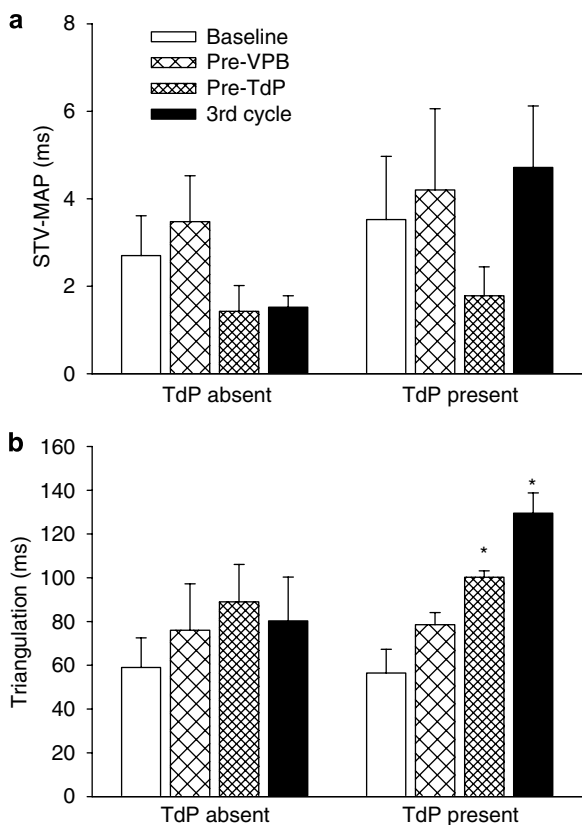 a
8
6
4
2
0
STV-MAP (ms)
Baseline
Pre-VPB
Pre-TdP
3rd cycle
TdP absent TdP present
b
160
140
120
100
80
60
40
20
0
Triangulation (ms)
*
*
TdP absent TdP present